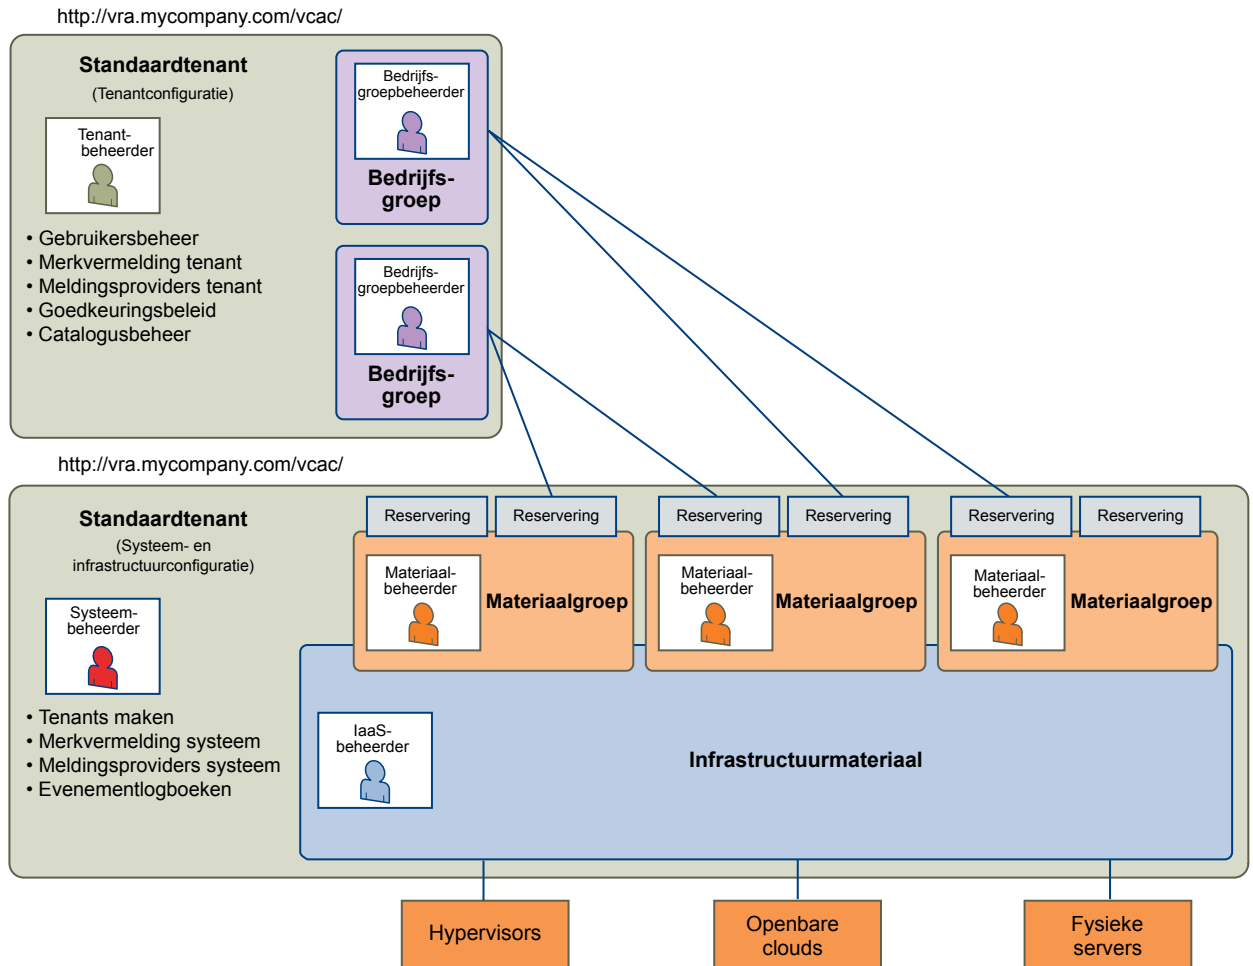 http://vra.mycompany.com/vcac/
Standaardtenant
(Tenantconfiguratie)
Tenant-
beheerder
• Gebruikersbeheer
• Merkvermelding tenant
• Meldingsproviders tenant
• Goedkeuringsbeleid
• Catalogusbeheer
Bedrijfs-
groepbeheerder
Bedrijfs-
groep
Bedrijfs-
groepbeheerder
Bedrijfs-
groep
http://vra.mycompany.com/vcac/
Standaardtenant
(Systeem- en
infrastructuurconfiguratie)
Systeem-
beheerder
• Tenants maken
• Merkvermelding systeem
• Meldingsproviders systeem
• Evenementlogboeken
Reservering
Reservering
Reservering
Reservering
Reservering
Reservering
Materiaal-
beheerder
Materiaalgroep
Materiaal-
beheerder
Materiaalgroep
Materiaal-
beheerder
Materiaalgroep
IaaS-
beheerder
Infrastructuurmateriaal
Hypervisors
Openbare
clouds
Fysieke
servers